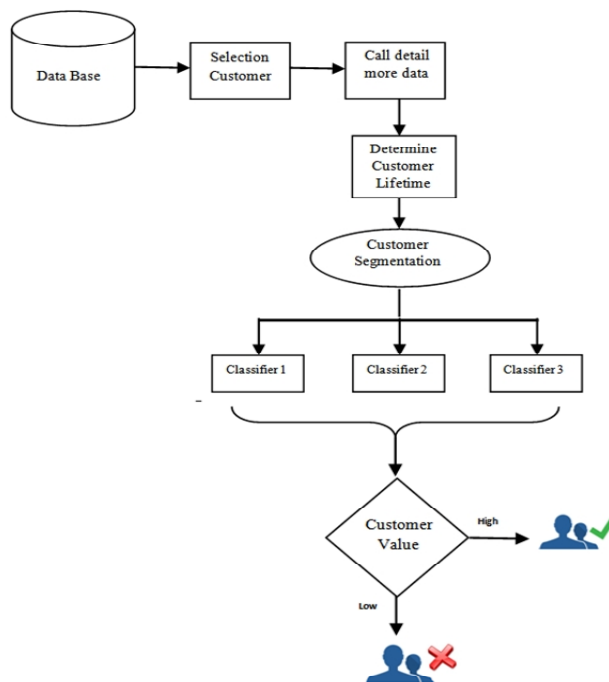 Data Base
Selection
Customer
Call detail
more data
Determine
Customer
Lifetime
Customer
Segmentation
Classifier 1
Classifier 2
Classifier 3
Customer
Value
High
Low